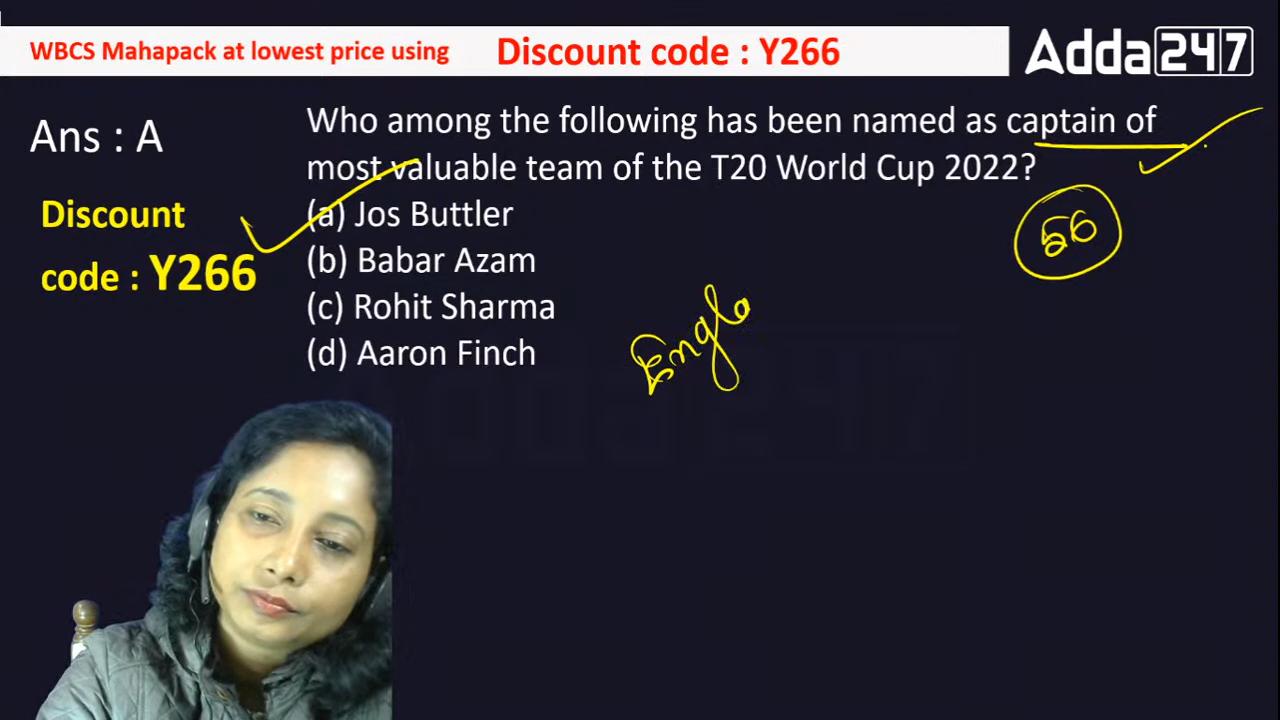 WBCS Mahapack at lowest price using Discount code : Y266
Adda247
Ans : A
Discount
code : Y266
Who among the following has been named as captain of
most valuable team of the T20 World Cup 2022?
(a) Jos Buttler
(b) Babar Azam
(c) Rohit Sharma
(d) Aaron Finch
56
Engla
Adda247